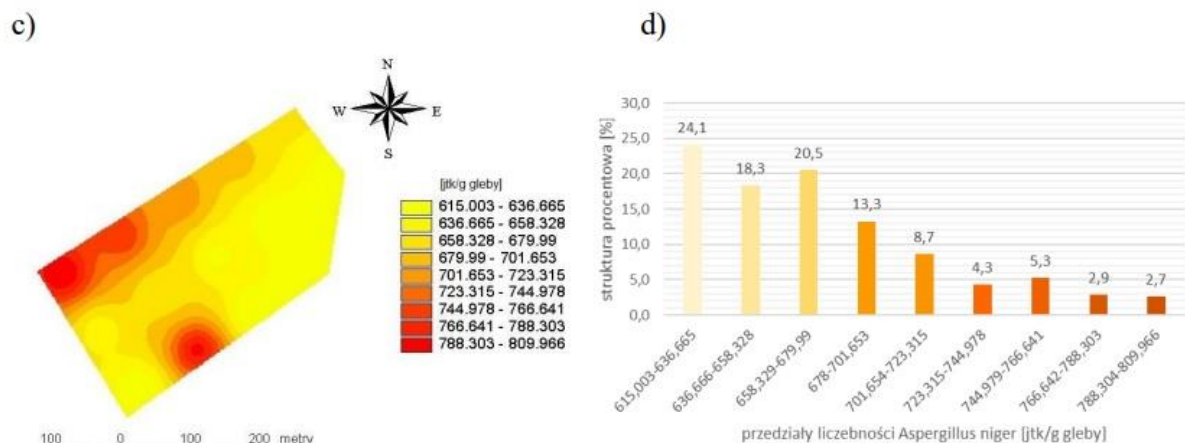 c)
N
W E
S
[jtk/g gleby]
615.003 - 636.665
636.665 - 658.328
658.328 - 679.99
679.99 - 701.653
701.653 - 723.315
723.315 - 744.978
744.978 - 766.641
766.641 - 788.303
788.303 - 809.966
100 0 100 200 metry
d)
struktura procentowa [%]
30,0
25,0
20,0
15,0
10,0
5,0
0,0
24,1
18,3
20,5
13,3
8,7
4,3
5,3
2,9
2,7
615,003-636,665
636,666-658,328
658,329-679,99
678-701,653
701,654-723,315
723,315-744,978
744,979-766,641
766,642-788,303
788,304-809,966
przedziały liczebności Aspergillus niger [jtk/g gleby]